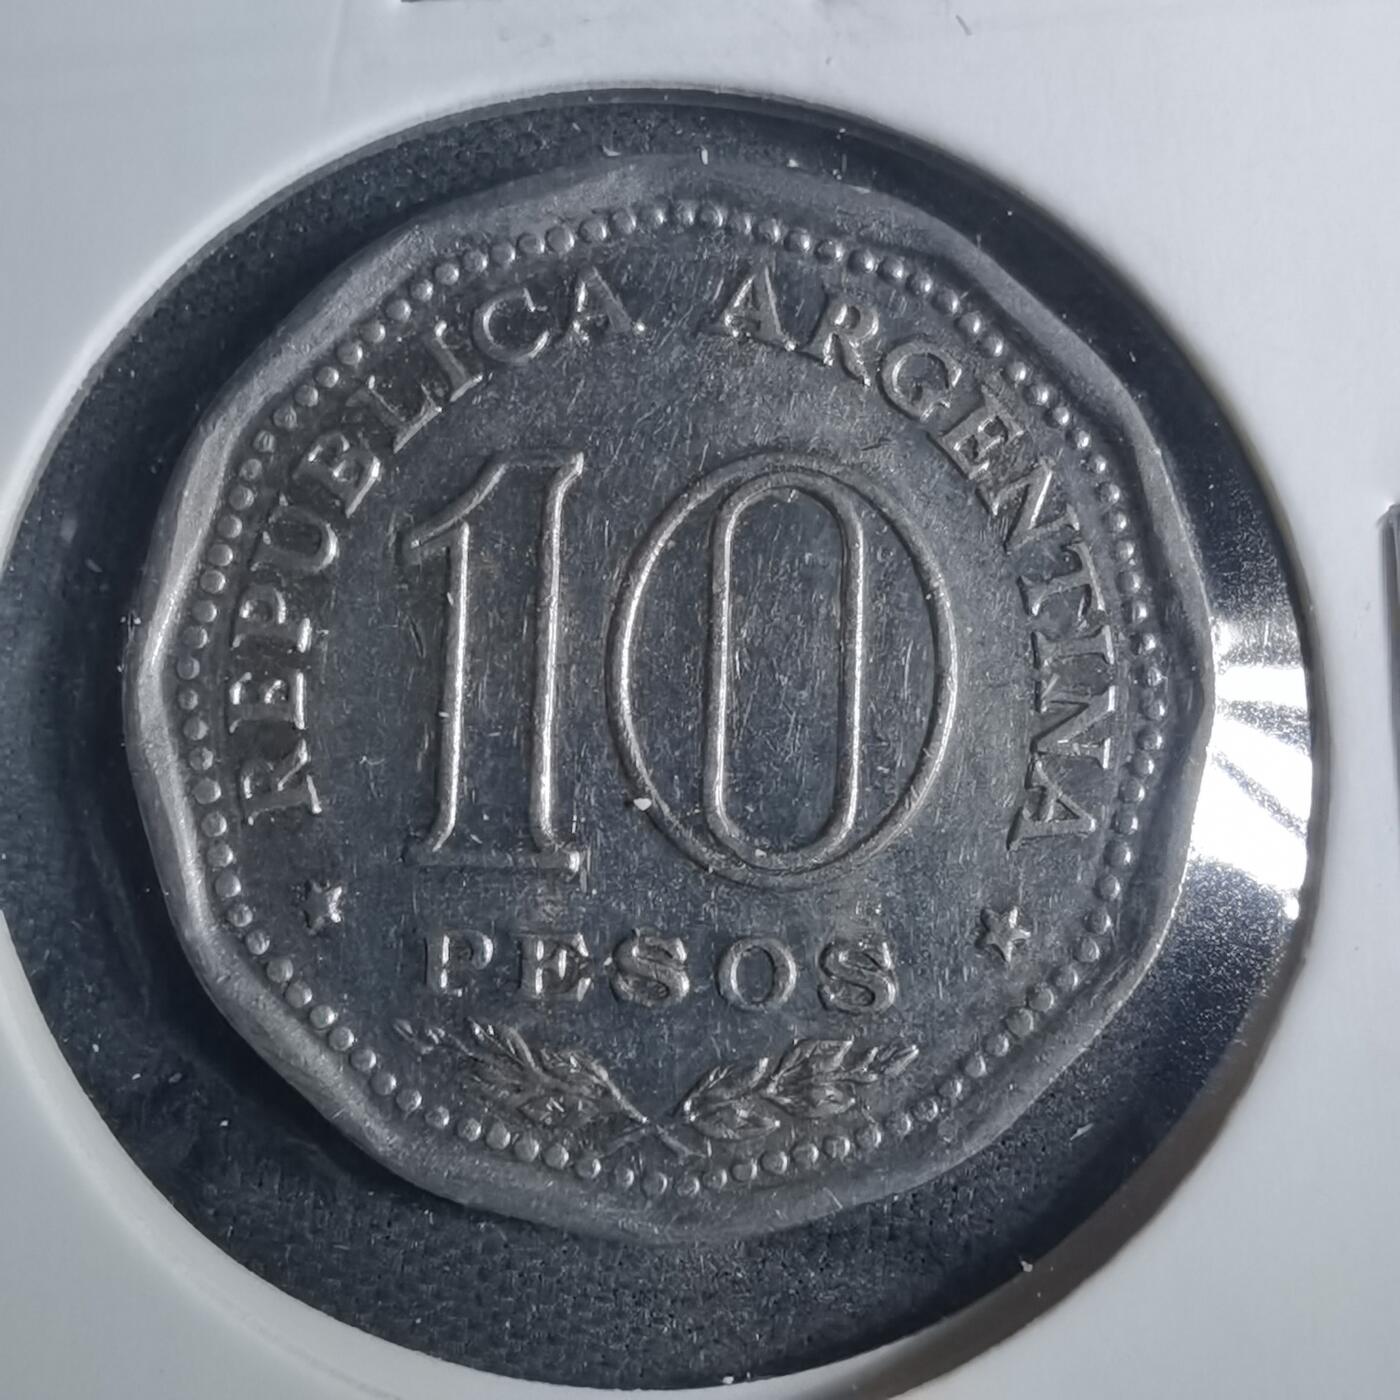 REPUBLICA ARGENTINA
10
PESOS